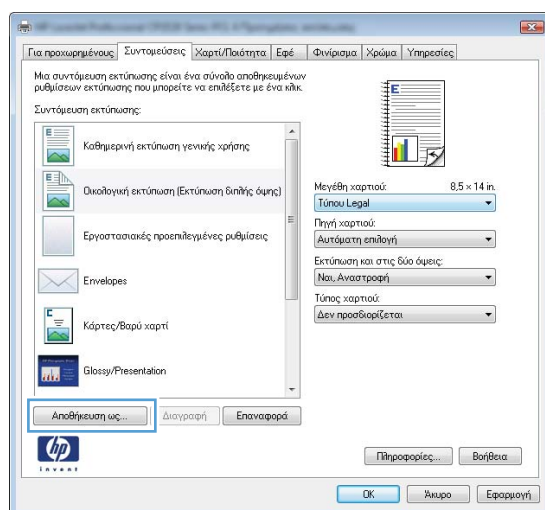 Για προχωρημένους Συντομεύσεις Χαρτί/Ποιότητα Εφέ Φινίρισμα Χρώμα Υπηρεσίες
Μια συντόμευση εκτύπωσης είναι ένα σύνολο αποθηκευμένων
ρυθμίσεων εκτύπωσης που μπορείτε να επιλέξετε με ένα κλικ.
Συντόμευση εκτύπωσης:
Καθημερινή εκτύπωση γενικής χρήσης
Οικολογική εκτύπωση (Εκτύπωση διπλής όψης)
Εργοστασιακές προεπιλεγμένες ρυθμίσεις
Envelopes
Κάρτες/Βαρύ χαρτί
Glossy/Presentation
Αποθήκευση ως... Διαγραφή Επαναφορά
Μεγέθη χαρτιού: 8,5 × 14 in.
Τύπου Legal
Πηγή χαρτιού:
Αυτόματη επιλογή
Εκτύπωση και στις δύο όψεις:
Ναι, Αναστροφή
Τύπος χαρτιού:
Δεν προσδιορίζεται
hp
invent
Πληροφορίες... Βοήθεια
OK Άκυρο Εφαρμογή